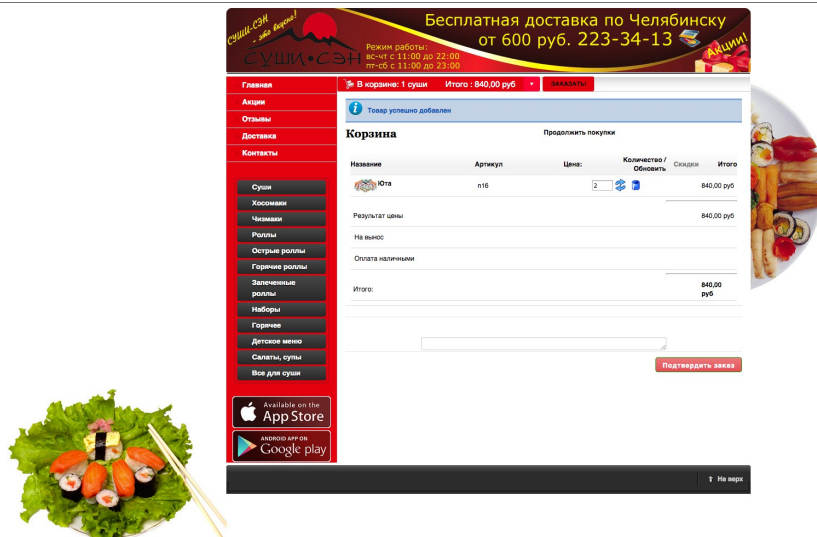 суши-сэн
- это вкусно!
СУШИ•СЭН
Бесплатная доставка по Челябинску
от 600 руб. 223-34-13
Режим работы:
вс-чт с 11:00 до 22:00
пт-сб с 11:00 до 23:00
Акции!
В корзине: 1 суши Итого : 840,00 руб
ЗАКАЗАТЬ!
Главная
Акции
Отзывы
Доставка
Контакты
Суши
Хосомаки
Чизмаки
Роллы
Острые роллы
Горячие роллы
Запеченные
роллы
Наборы
Горячее
Детское меню
Салаты, супы
Все для суши
Available on the
App Store
ANDROID APP ON
Google play
Товар успешно добавлен
Корзина
Продолжить покупки
Название Артикул Цена: Количество / Обновить Скидки Итого
Юта n16 2 840,00 руб
Результат цены 840,00 руб
На вынос
Оплата наличными
Итого: 840,00
руб
Подтвердить заказ
На верх